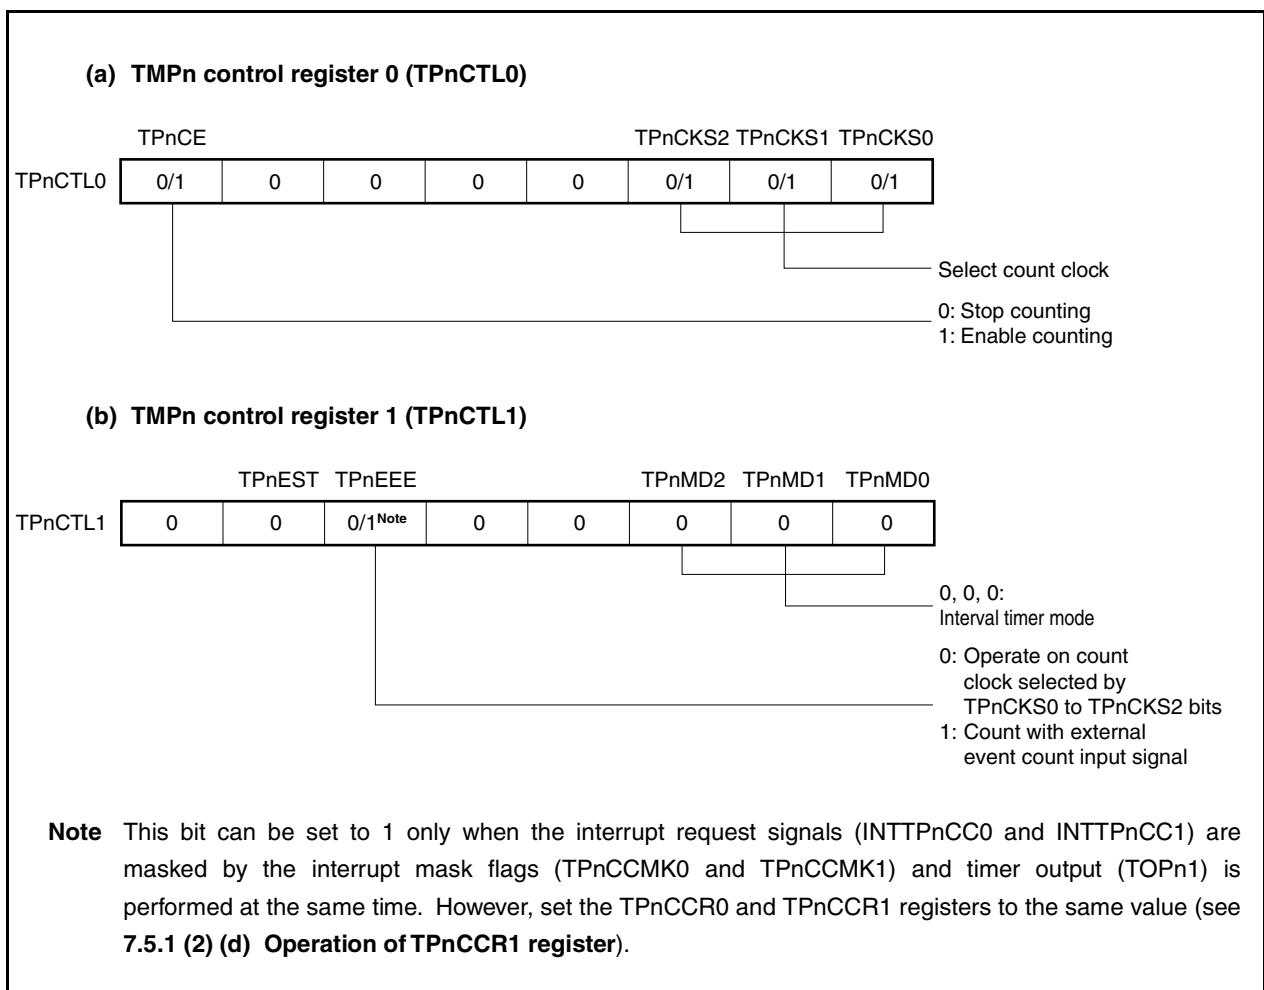 (a) TMPn control register 0 (TPnCTL0)
TPnCE TPnCKS2 TPnCKS1 TPnCKS0
TPnCTL0 0/1 0 0 0 0 0/1 0/1 0/1
Select count clock
0: Stop counting
1: Enable counting
(b) TMPn control register 1 (TPnCTL1)
TPnEST TPnEEE TPnMD2 TPnMD1 TPnMD0
TPnCTL1 0 0 0/1Note 0 0 0 0 0
0, 0, 0:
Interval timer mode
0: Operate on count
clock selected by
TPnCKS0 to TPnCKS2 bits
1: Count with external
event count input signal
Note This bit can be set to 1 only when the interrupt request signals (INTTPnCC0 and INTTPnCC1) are
masked by the interrupt mask flags (TPnCCMK0 and TPnCCMK1) and timer output (TOPn1) is
performed at the same time. However, set the TPnCCR0 and TPnCCR1 registers to the same value (see
7.5.1 (2) (d) Operation of TPnCCR1 register).